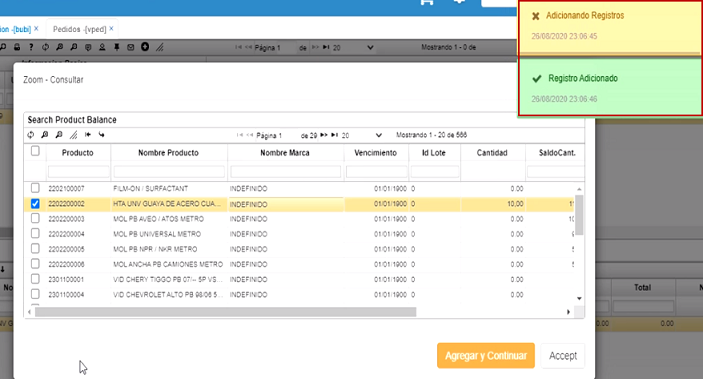 ion -[bubi] ×
Pedidos -[vped] ×
Adicionando Registros
26/08/2020 23:06:45
Registro Adicionado
26/08/2020 23:06:46
Página 1 de 20
Mostrando 1 - 0 de
Zoom - Consultar
Search Product Balance
Página 1 de 29 20 Mostrando 1 - 20 de 566
Producto Nombre Producto Nombre Marca Vencimiento Id Lote Cantidad SaldoCant.
2202100007 FILM-ON / SURFACTANT INDEFINIDO 01/01/1900 0 0.00
2202200002 HTA UNV GUAYA DE ACERO CUA... INDEFINIDO 01/01/1900 0 10,00
2202200003 MOL PB AVEO / ATOS METRO INDEFINIDO 01/01/1900 0 0.00
2202200004 MOL PB UNIVERSAL METRO INDEFINIDO 01/01/1900 0 0.00
2202200005 MOL PB NPR / NKR METRO INDEFINIDO 01/01/1900 0 0.00
2202200006 MOL ANCHA PB CAMIONES METRO INDEFINIDO 01/01/1900 0 0.00
2301100001 VID CHERY TIGGO PB 07/-- 5P VS... INDEFINIDO 01/01/1900 0 0.00
2301100004 VID CHEVROLET ALTO PB 98/06 5... INDEFINIDO 01/01/1900 0 0.00
Total
0.00 0.00
Agregar y Continuar
Accept